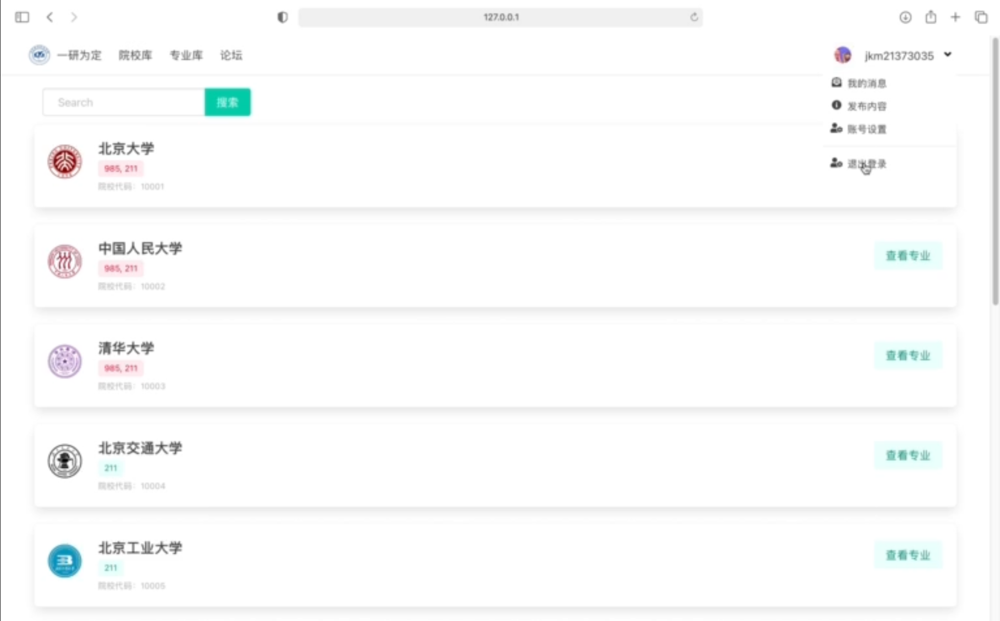 127.0.0.1
一研为定 院校库 专业库 论坛 jkm21373035
我的消息
发布内容
账号设置
退出登录
Search 搜索
北京大学
985, 211
院校代码：10001
中国人民大学
985, 211
院校代码：10002
查看专业
清华大学
985, 211
院校代码：10003
查看专业
北京交通大学
211
院校代码：10004
查看专业
北京工业大学
211
院校代码：10005
查看专业